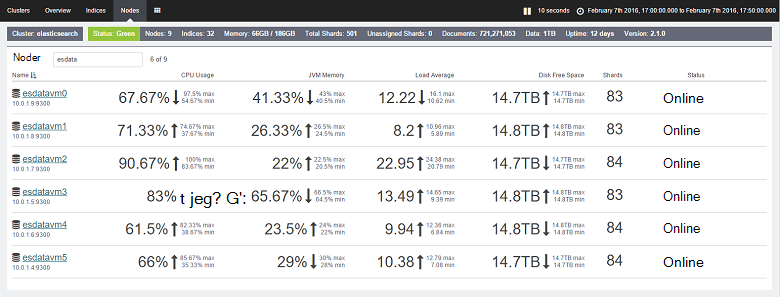 Clusters Overview Indices Nodes 10 seconds February 7th 2016, 17:00:00.000 to February 7th 2016, 17:50:00.000
Cluster: elasticsearch Status: Green Nodes: 9 Indices: 32 Memory: 66GB / 186GB Total Shards: 501 Unassigned Shards: 0 Documents: 721,271,053 Data: 1TB Uptime: 12 days Version: 2.1.0
Noder esdata 6 of 9
Name CPU Usage JVM Memory Load Average Disk Free Space Shards Status
esdatavm0 67.67% 97.5% max 41.33% 43% max 12.22 16.1 max 14.7TB 14.7TB max 83 Online
10.0.1.9:9300 54.67% min 40.5% min 10.62 min 14.7TB min
esdatavm1 71.33% 74.67% max 26.33% 26.5% max 8.2 10.96 max 14.8TB 14.8TB max 83 Online
10.0.1.8:9300 37.67% min 24.5% min 5.89 min 14.8TB min
esdatavm2 90.67% 100% max 22% 22.5% max 22.95 24.38 max 14.7TB 14.7TB max 84 Online
10.0.1.7:9300 83.67% min 20.5% min 20.79 min 14.7TB min
esdatavm3 83% t jeg? G': 65.67% 66.5% max 13.49 14.65 max 14.8TB 14.8TB max 83 Online
10.0.1.5:9300 64.5% min 9.39 min 14.8TB min
esdatavm4 61.5% 82.33% max 23.5% 24% max 9.94 12.36 max 14.8TB 14.8TB max 84 Online
10.0.1.6:9300 38.67% min 22% min 6.84 min 14.8TB min
esdatavm5 66% 85.67% max 29% 30% max 10.38 12.79 max 14.7TB 14.7TB max 84 Online
10.0.1.4:9300 35.33% min 28% min 7.08 min 14.7TB min